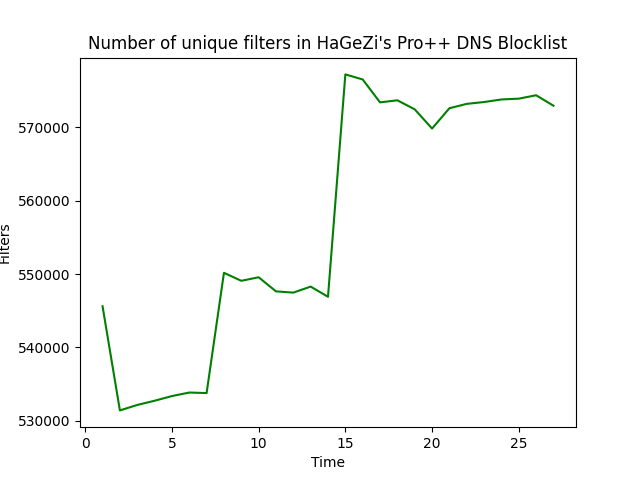 Number of unique filters in HaGeZi's Pro++ DNS Blocklist
570000
560000
550000
540000
530000
Filters
0 5 10 15 20 25
Time